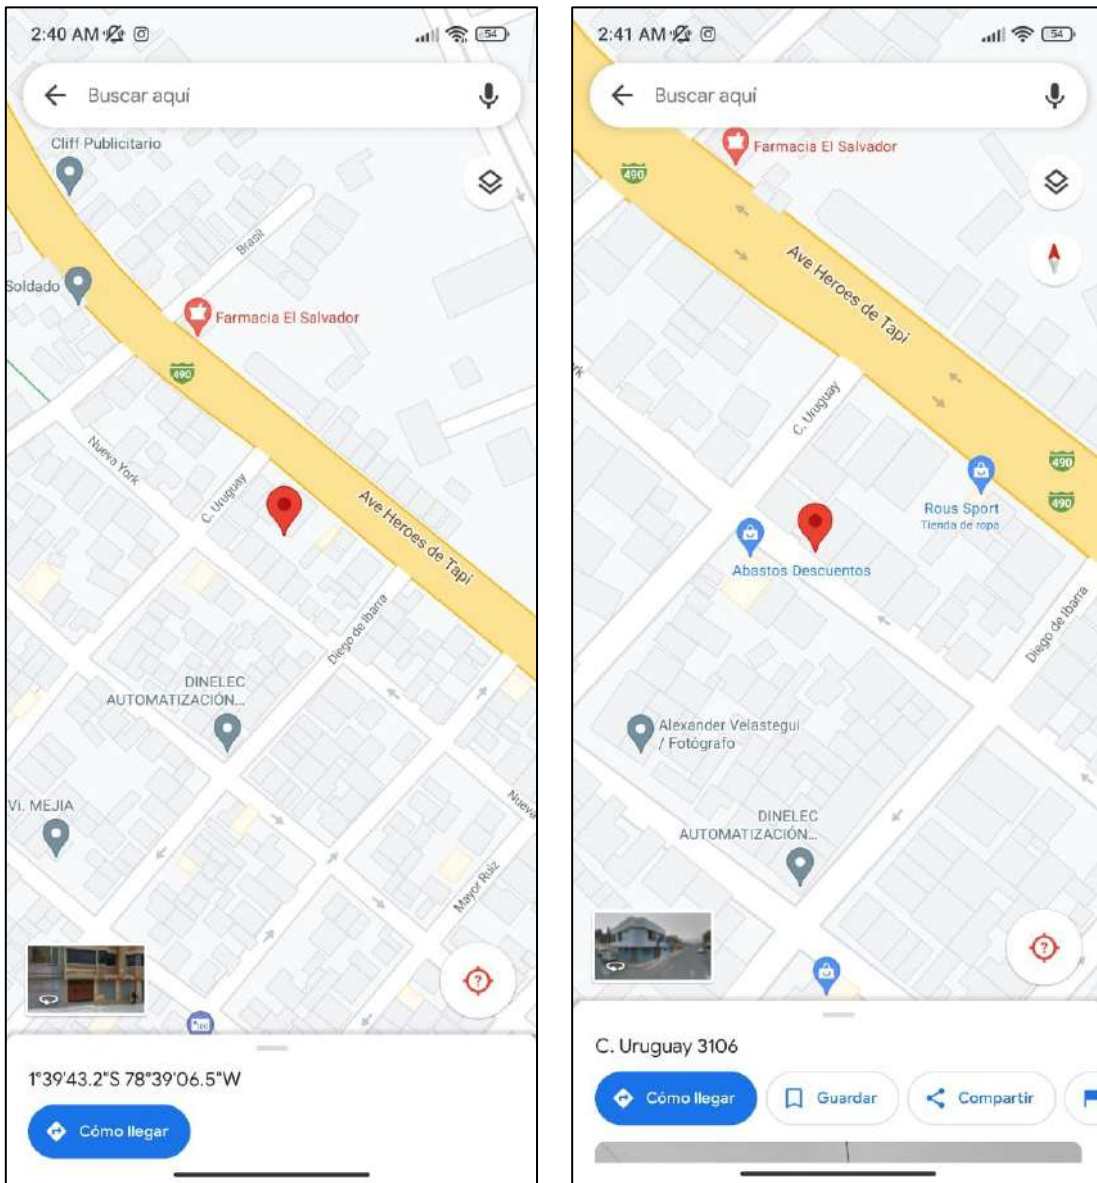 2:40 AM
54
Buscar aquí
Cliff Publicitario
Brasil
Soldado
Farmacia El Salvador
490
Nueva York
C. Uruguay
Ave Heroes de Tapi
Diego de Ibarra
DINELEC
AUTOMATIZACIÓN...
Vi. MEJIA
Nueva
Mayor Ruiz
1°39'43.2"S 78°39'06.5"W
Cómo llegar
2:41 AM
54
Buscar aquí
Farmacia El Salvador
490
Ave Heroes de Tapi
rk
C. Uruguay
490
Rous Sport
Tienda de ropa
490
Abastos Descuentos
Diego de Ibarra
Alexander Velastegui
/ Fotógrafo
DINELEC
AUTOMATIZACIÓN...
C. Uruguay 3106
Cómo llegar
Guardar
Compartir